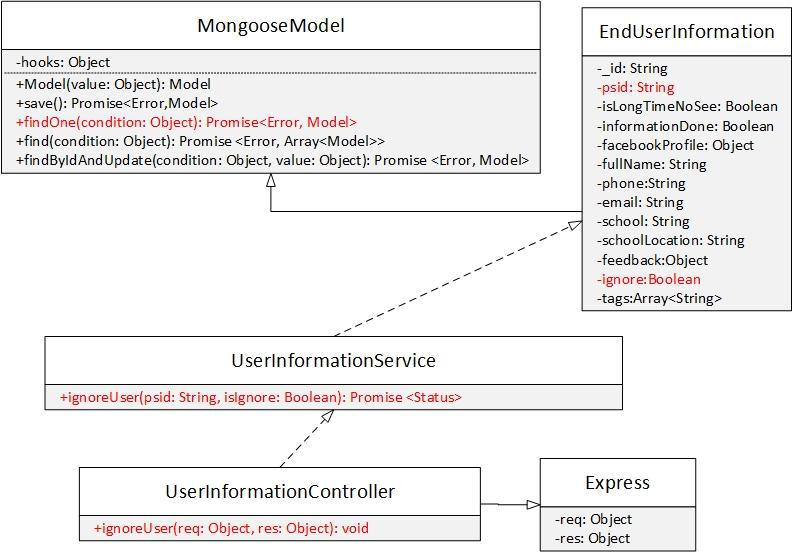 MongooseModel
-hooks: Object
+Model(value: Object): Model
+save(): Promise<Error,Model>
+findOne(condition: Object): Promise<Error, Model>
+find(condition: Object): Promise <Error, Array<Model>>
+findByIdAndUpdate(condition: Object, value: Object): Promise <Error, Model>
EndUserInformation
-_id: String
-psid: String
-isLongTimeNoSee: Boolean
-informationDone: Boolean
-facebookProfile: Object
-fullName: String
-phone:String
-email: String
-school: String
-schoolLocation: String
-feedback:Object
-ignore:Boolean
-tags:Array<String>
UserInformationService
+ignoreUser(psid: String, isIgnore: Boolean): Promise <Status>
UserInformationController
+ignoreUser(req: Object, res: Object): void
Express
-req: Object
-res: Object